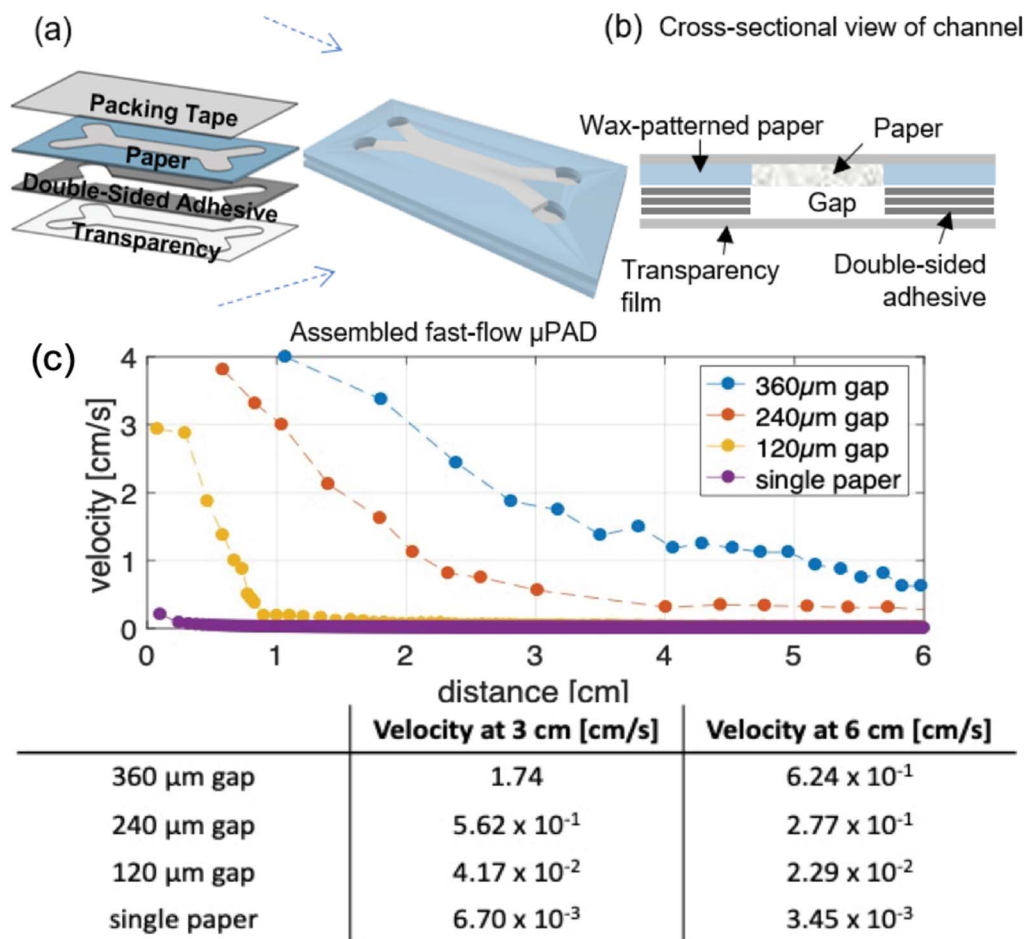 (a)
Packing Tape
Paper
Double-Sided Adhesive
Transparency
Assembled fast-flow µPAD
(b) Cross-sectional view of channel
Wax-patterned paper
Paper
Gap
Transparency
film
Double-sided
adhesive
(c)
velocity [cm/s]
4
3
2
1
0
0 1 2 3 4 5 6
distance [cm]
360µm gap
240µm gap
120µm gap
single paper
Velocity at 3 cm [cm/s] Velocity at 6 cm [cm/s]
360 µm gap 1.74 6.24 x 10⁻¹
240 µm gap 5.62 x 10⁻¹ 2.77 x 10⁻¹
120 µm gap 4.17 x 10⁻² 2.29 x 10⁻²
single paper 6.70 x 10⁻³ 3.45 x 10⁻³